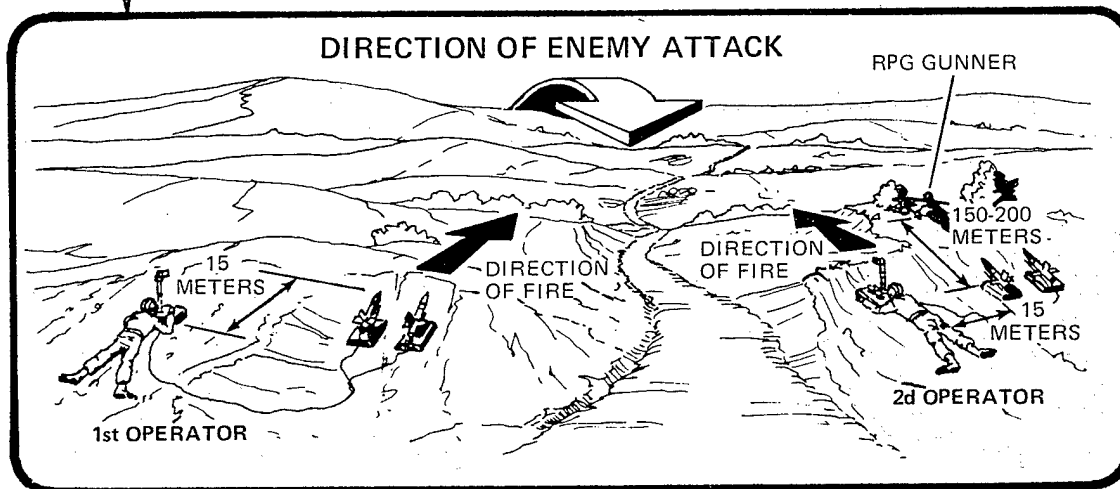 DIRECTION OF ENEMY ATTACK
RPG GUNNER
150-200
METERS
15
METERS
DIRECTION
OF FIRE
DIRECTION
OF FIRE
15
METERS
1st OPERATOR
2d OPERATOR